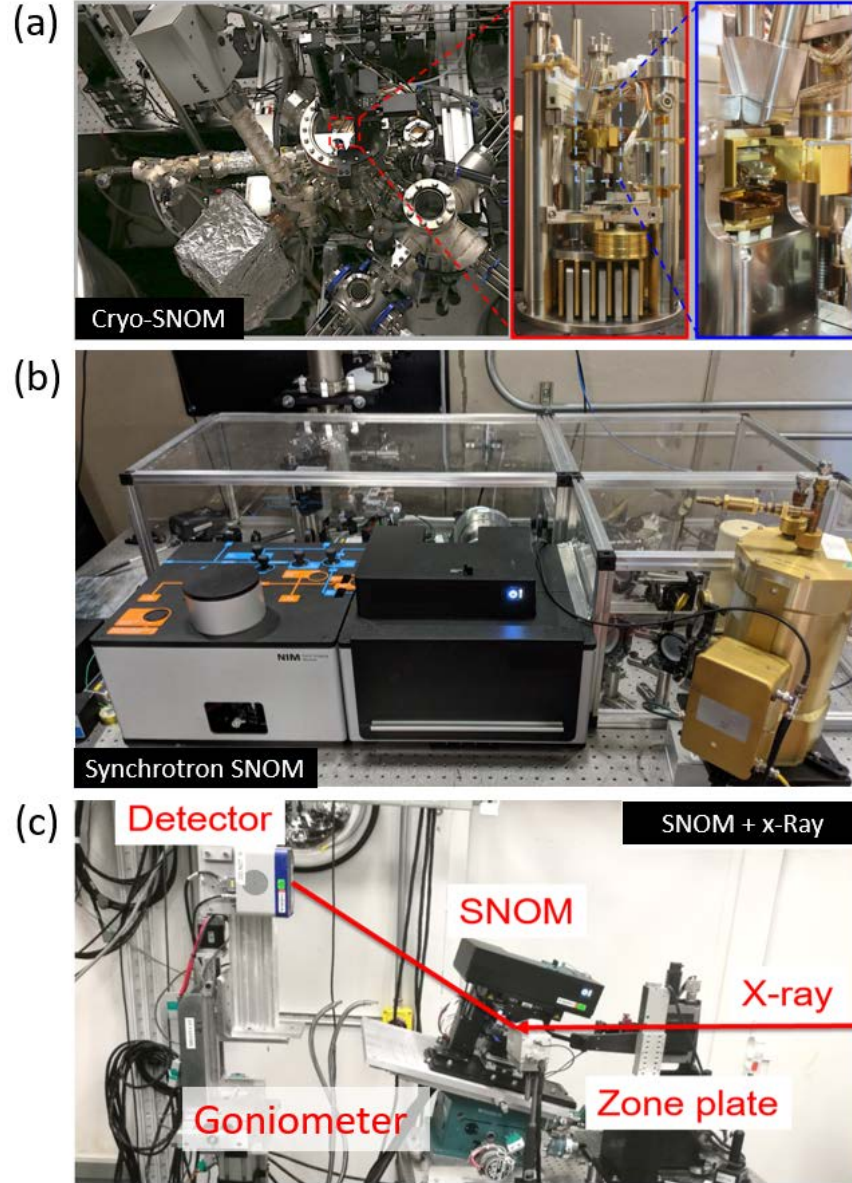 (a)
Cryo-SNOM
(b)
NIM
Synchrotron SNOM
(c)
Detector
SNOM + x-Ray
SNOM
X-ray
Goniometer
Zone plate